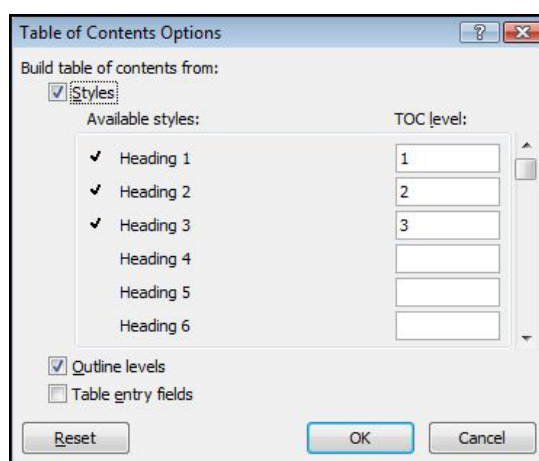 Table of Contents Options
Build table of contents from:
Styles
Available styles: TOC level:
Heading 1 1
Heading 2 2
Heading 3 3
Heading 4
Heading 5
Heading 6
Outline levels
Table entry fields
Reset OK Cancel